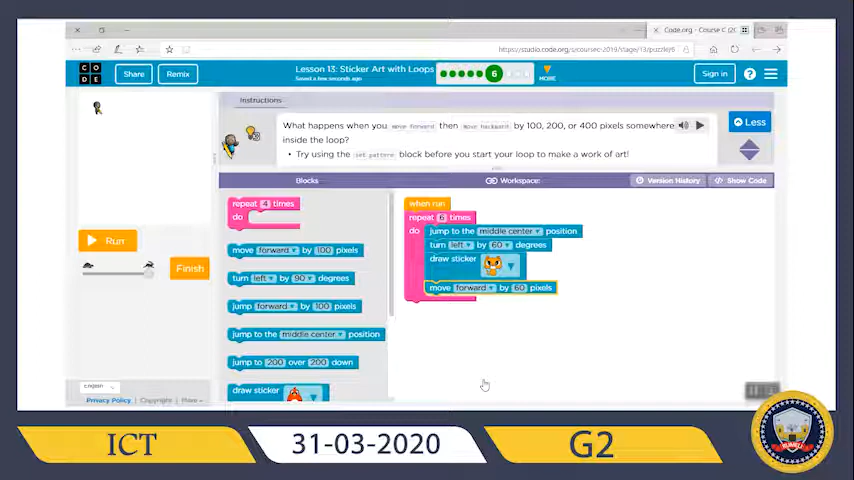 Code.org - Course C (20
https://studio.code.org/s/coursec-2019/stage/13/puzzle/6
CODE
Share
Remix
Lesson 13: Sticker Art with Loops
Saved a few seconds ago
6
MORE
Sign in
?
Instructions
What happens when you move forward then move backward by 100, 200, or 400 pixels somewhere
inside the loop?
• Try using the set pattern block before you start your loop to make a work of art!
Less
Blocks
Workspace:
Version History
</> Show Code
Run
Finish
repeat 4 times
do
move forward by 100 pixels
turn left by 90 degrees
jump forward by 100 pixels
jump to the middle center position
jump to 200 over 200 down
draw sticker
when run
repeat 6 times
do
jump to the middle center position
turn left by 60 degrees
draw sticker
move forward by 60 pixels
English
Privacy Policy | Copyright | More
ICT
31-03-2020
G2